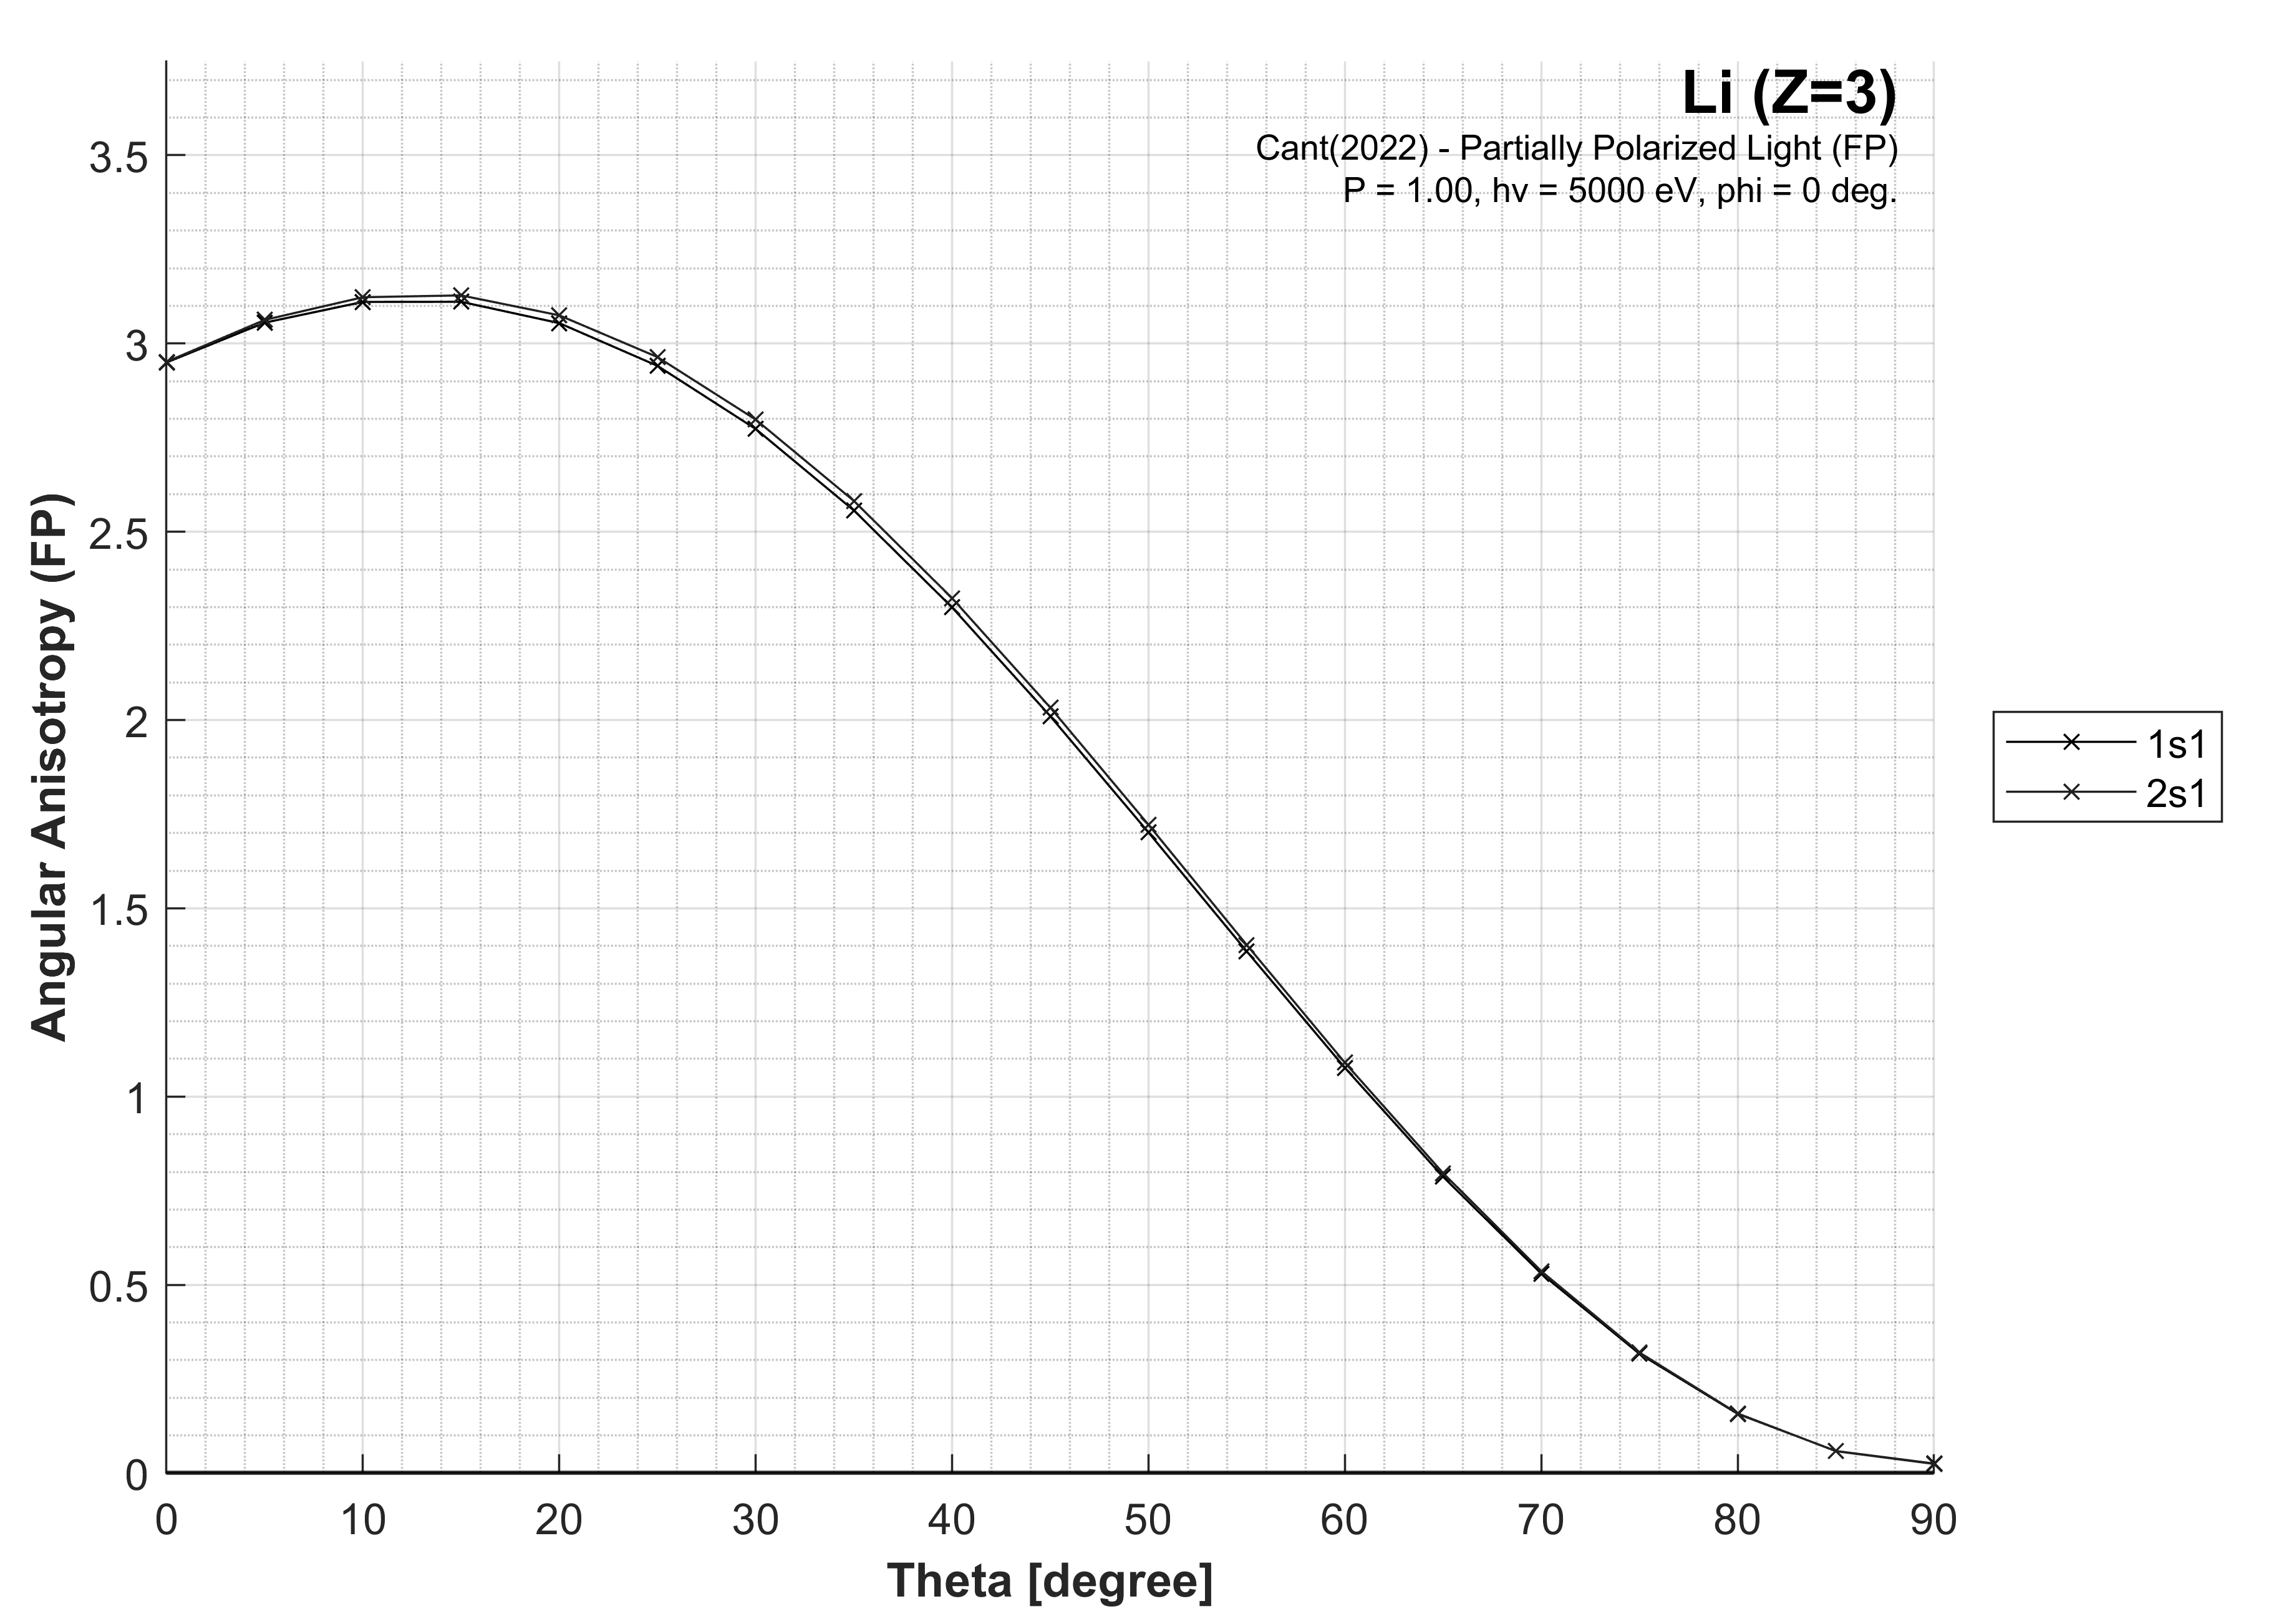 Li (Z=3)
Cant(2022) - Partially Polarized Light (FP)
P = 1.00, hv = 5000 eV, phi = 0 deg.
Angular Anisotropy (FP)
3.5
3
2.5
2
1.5
1
0.5
0
0 10 20 30 40 50 60 70 80 90
Theta [degree]
1s1
2s1